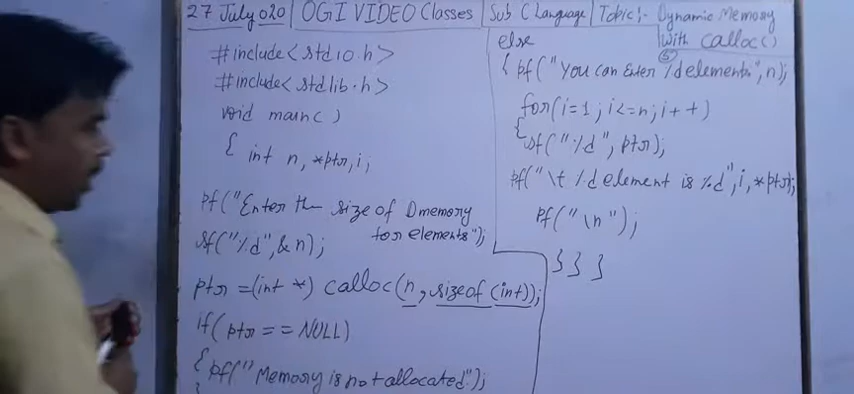 27 July 020 | OGI VIDEO Classes | Sub C Language | Topic:- Dynamic Memory
With calloc()
#include<stdio.h>
#include<stdlib.h>
void main()
{ int n, *ptr, i;
pf("Enter the size of Dmemory
for elements");
sf("%d",&n);
ptr =(int *) calloc(n, sizeof (int));
if(ptr == NULL)
{ pf("Memory is not allocated");
}
else
5
{ pf("You can Enter %d elements", n);
for(i=1; i<=n; i++)
{
sf("%d", ptr);
pf("\t %d element is %d", i, *ptr);
pf("\n");
} } }